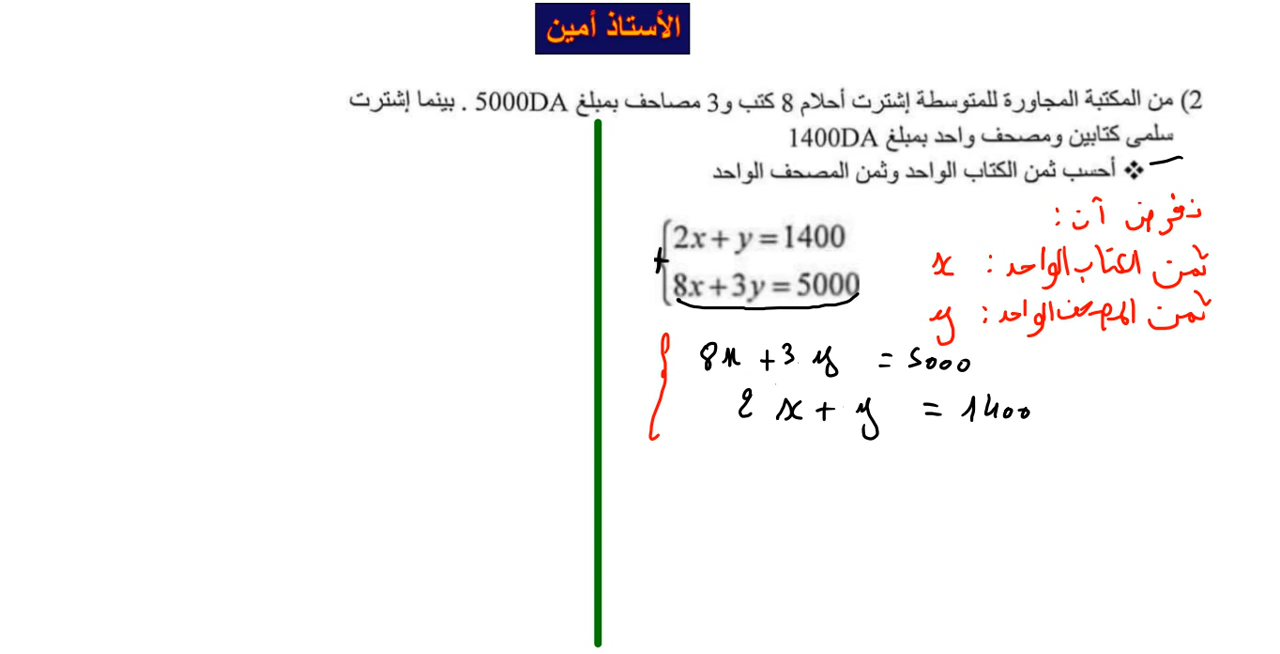 الأستاذ أمين
2) من المكتبة المجاورة للمتوسطة إشترت أحلام 8 كتب و3 مصاحف بمبلغ 5000DA . بينما إشترت
سلمى كتابين ومصحف واحد بمبلغ 1400DA
❖ أحسب ثمن الكتاب الواحد وثمن المصحف الواحد
نفرض أن :
2x + y = 1400
8x + 3y = 5000
ثمن الكتاب الواحد : x
ثمن المصحف الواحد : y
8x + 3y = 5000
2x + y = 1400